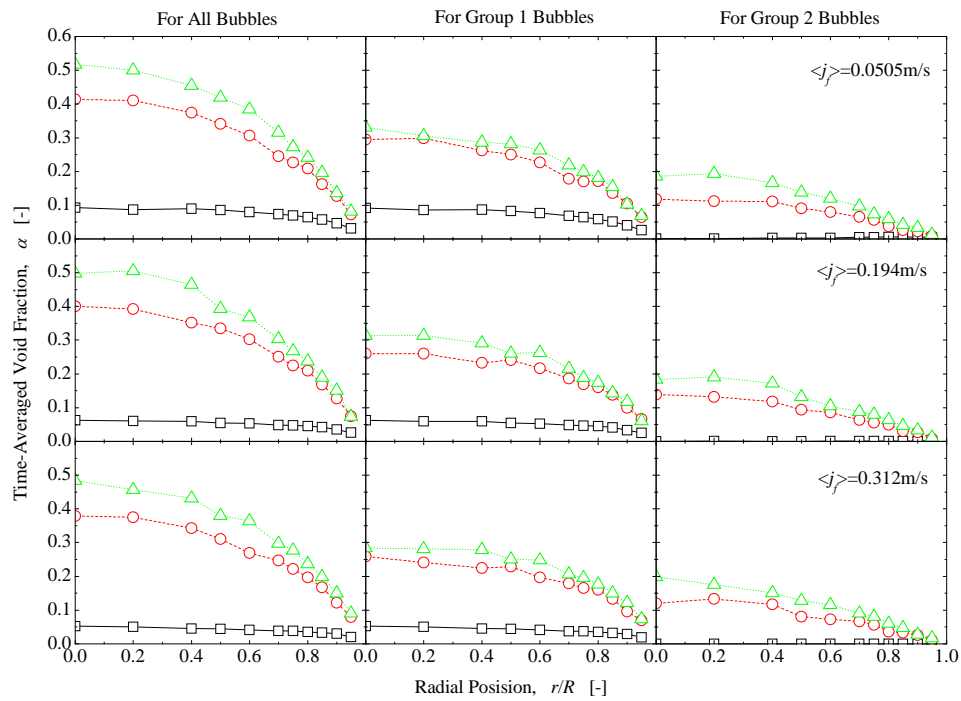 For All Bubbles For Group 1 Bubbles For Group 2 Bubbles
0.6
0.5
0.4
0.3
0.2
0.1
0.0
<j_f>=0.0505m/s
0.5
0.4
0.3
0.2
0.1
0.0
<j_f>=0.194m/s
0.5
0.4
0.3
0.2
0.1
0.0
<j_f>=0.312m/s
Time-Averaged Void Fraction, α [-]
0.0 0.2 0.4 0.6 0.8 0.0 0.2 0.4 0.6 0.8 0.0 0.2 0.4 0.6 0.8 1.0
Radial Posision, r/R [-]